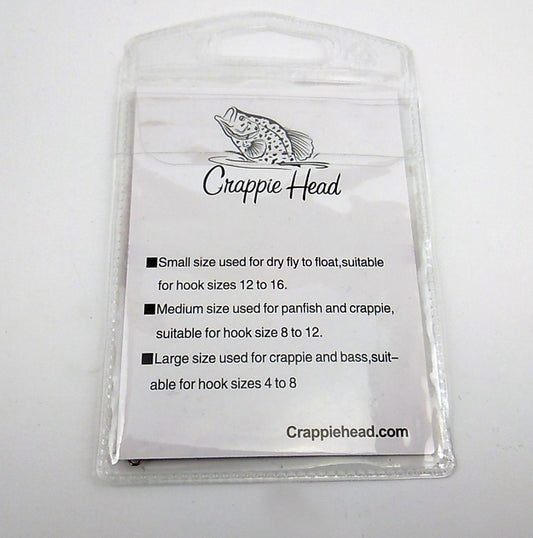 Crappie Head
■Small size used for dry fly to float,suitable
for hook sizes 12 to 16.
■Medium size used for panfish and crappie,
suitable for hook size 8 to 12.
■Large size used for crappie and bass,suit–
able for hook sizes 4 to 8
Crappiehead.com